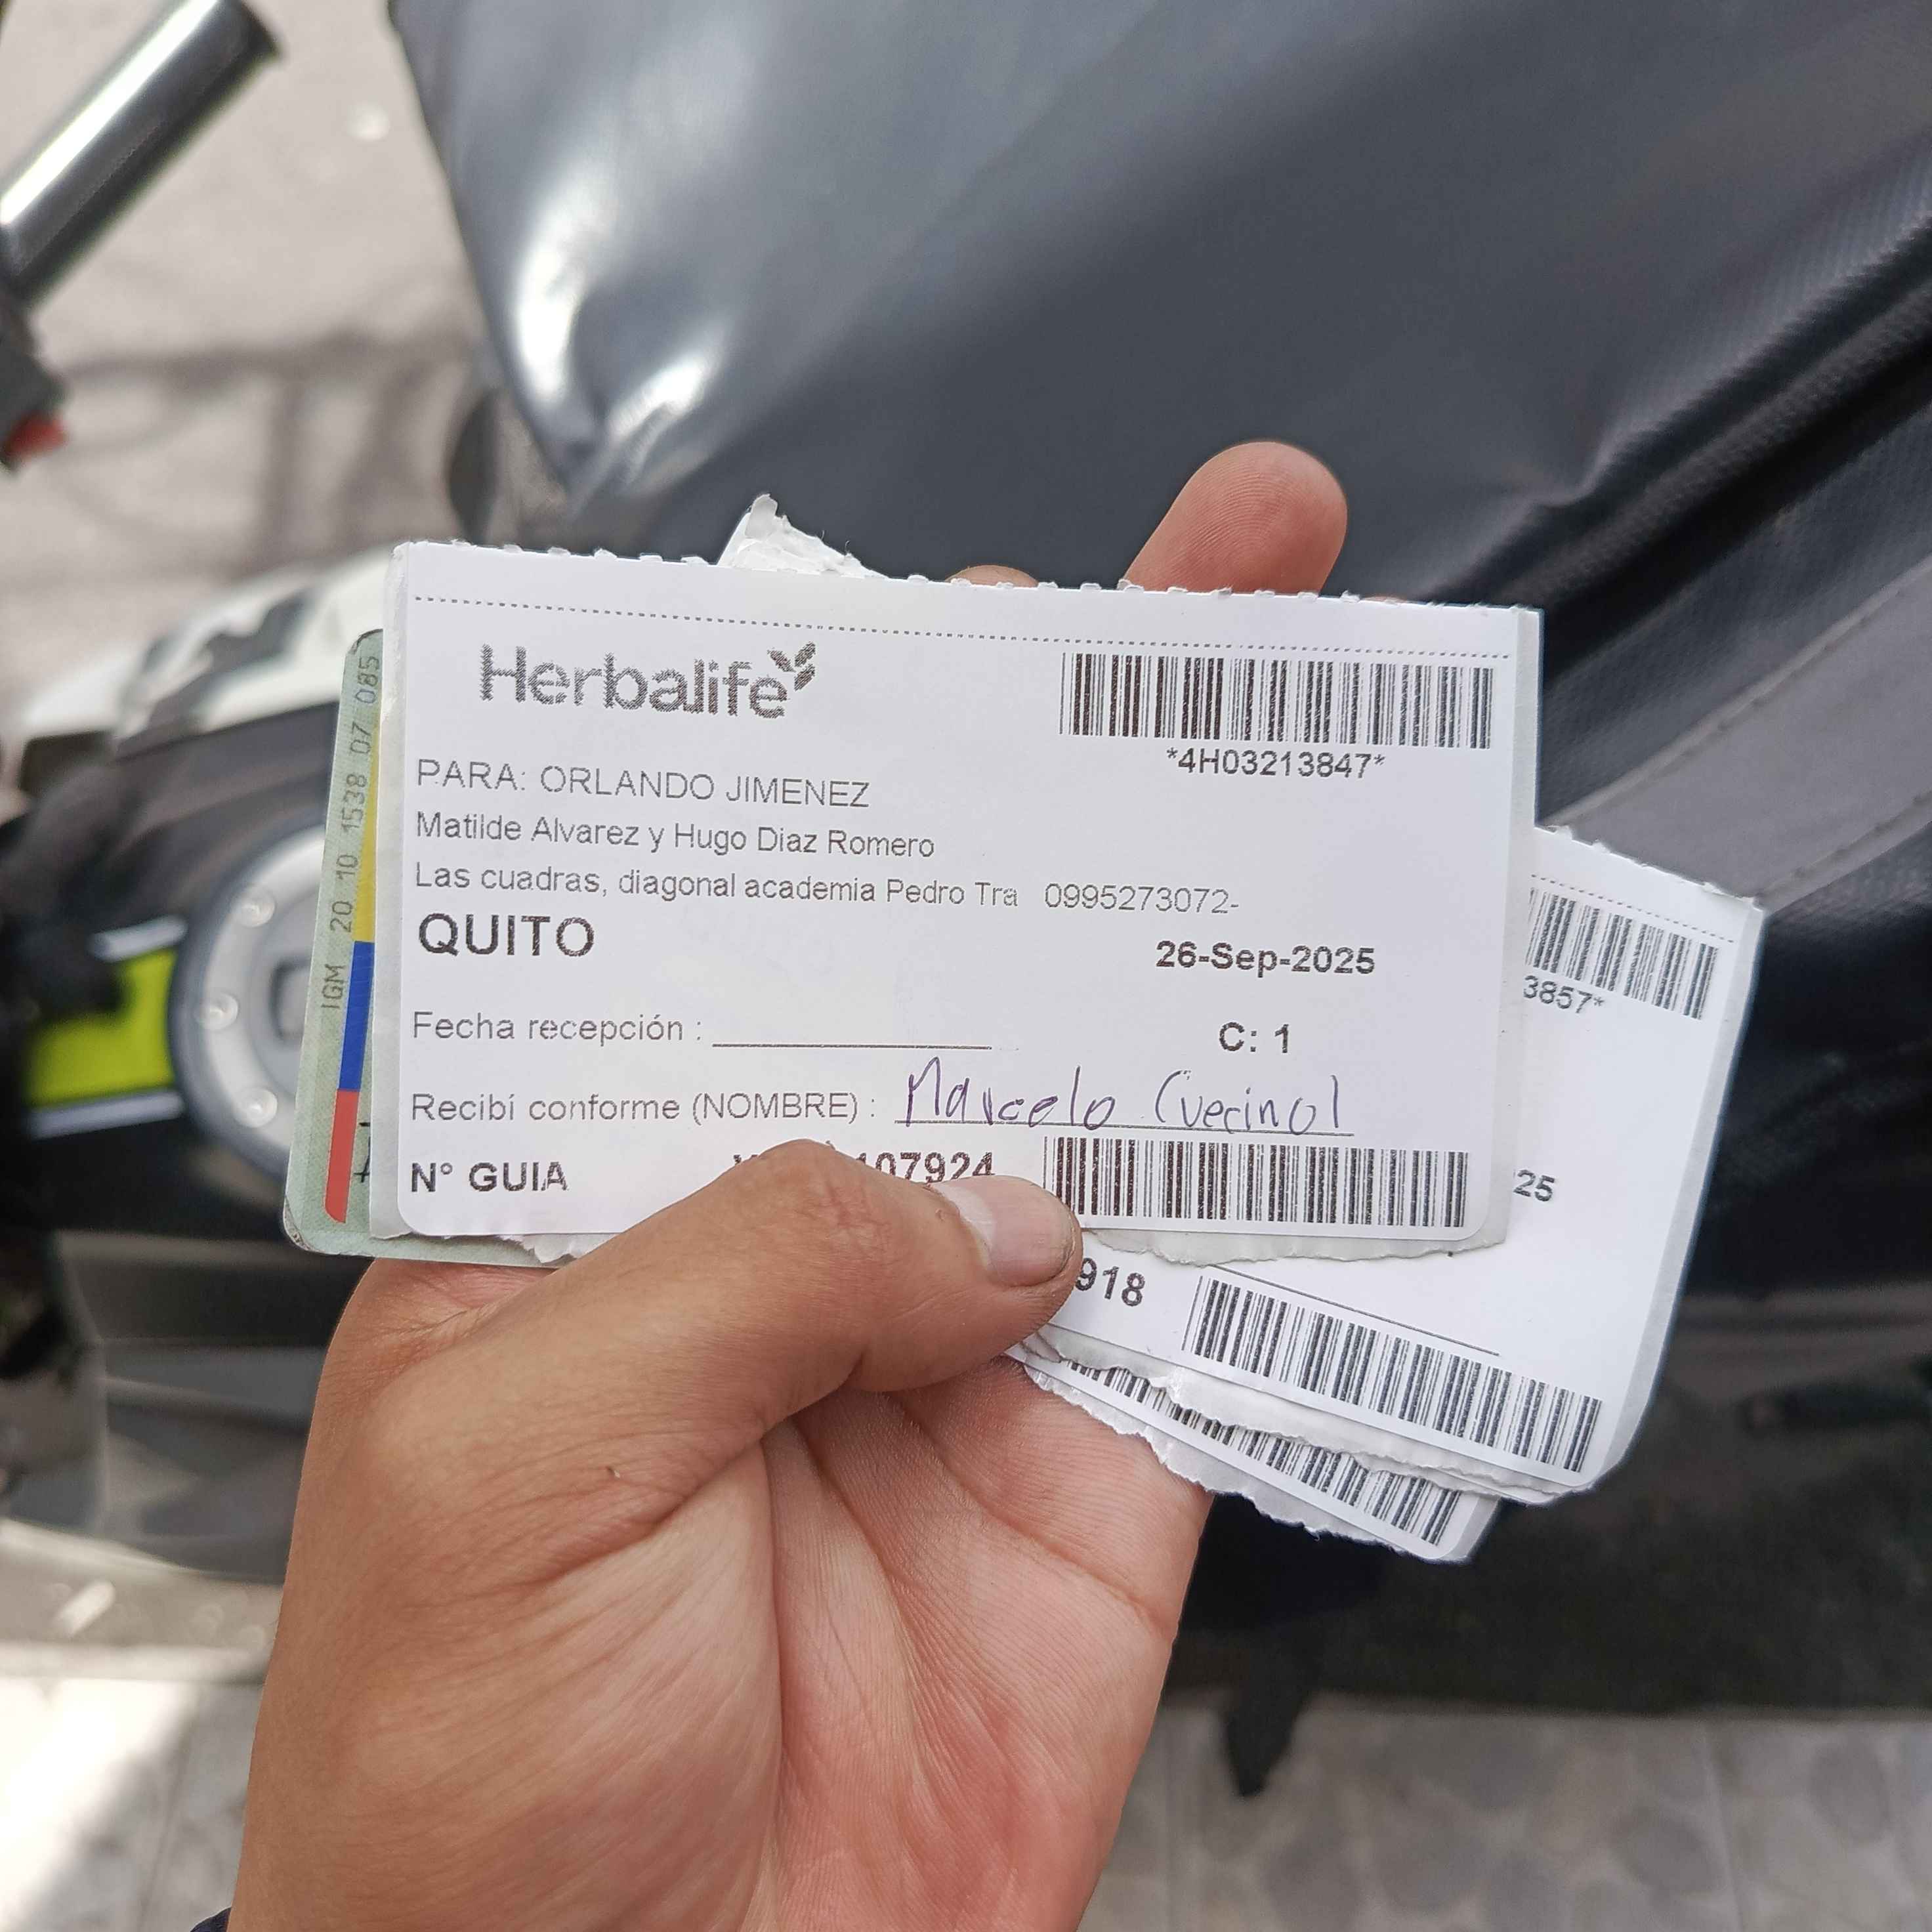 Herbalife
*4H03213847*
PARA: ORLANDO JIMENEZ
Matilde Alvarez y Hugo Diaz Romero
Las cuadras, diagonal academia Pedro Tra 0995273072-
QUITO
26-Sep-2025
Fecha recepción :
C: 1
Recibí conforme (NOMBRE) : Marcelo
N° GUIA 107924
IGM 20 10 1538 07 085
3857*
25
918